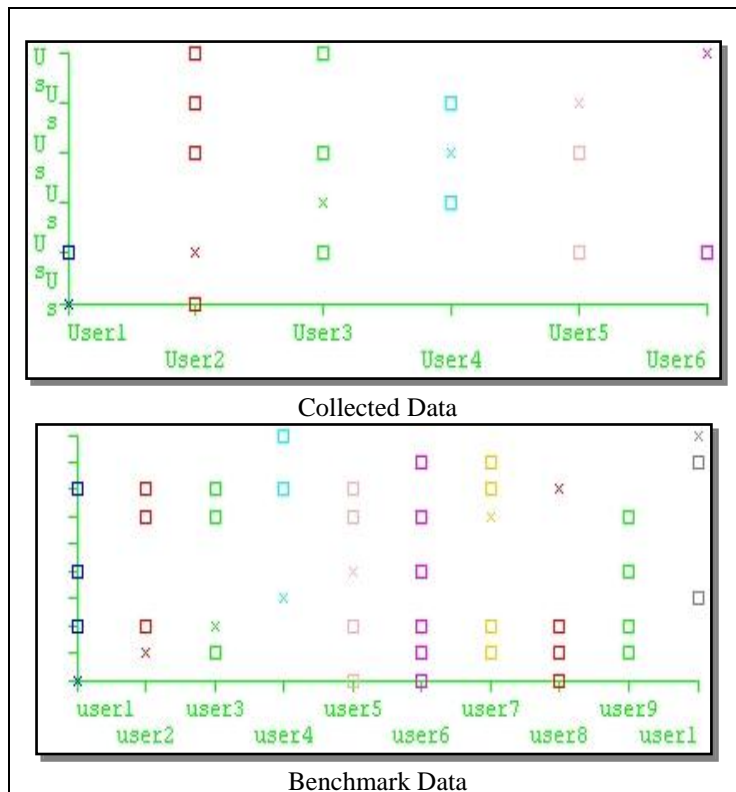 U
s
U
s
U
s
U
s
U
s
U
s
User1 User3 User5
User2 User4 User6
Collected Data
user1 user3 user5 user7 user9
user2 user4 user6 user8 user1
Benchmark Data